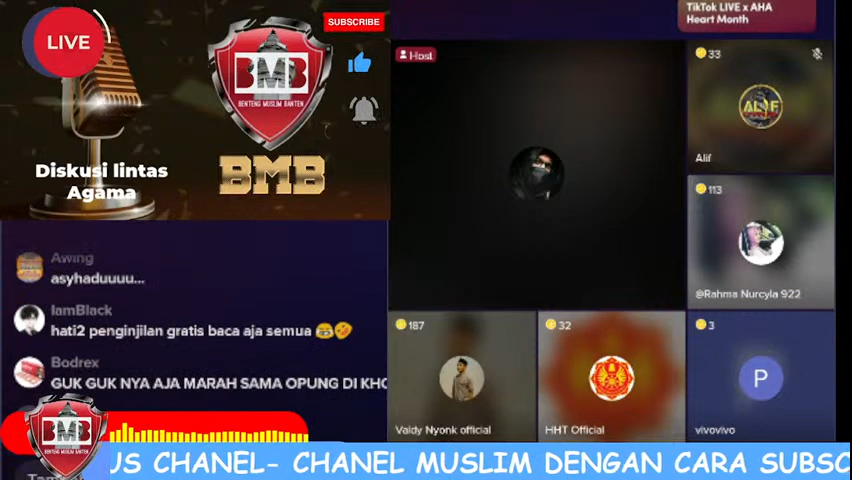 LIVE
SUBSCRIBE
BMB
BENTENG MUSLIM BANTEN
Diskusi lintas
Agama
BMB
TikTok LIVE x AHA
Heart Month
Host
33
ALIF
Alif
113
@Rahma Nurcyla 922
187
Valdy Nyonk official
32
HHT Official
3
P
vivovivo
Awing
asyhaduuuu...
IamBlack
hati2 penginjilan gratis baca aja semua 😂🤣
Bodrex
GUK GUK NYA AJA MARAH SAMA OPUNG DI KHO
BMB
US CHANEL- CHANEL MUSLIM DENGAN CARA SUBSC